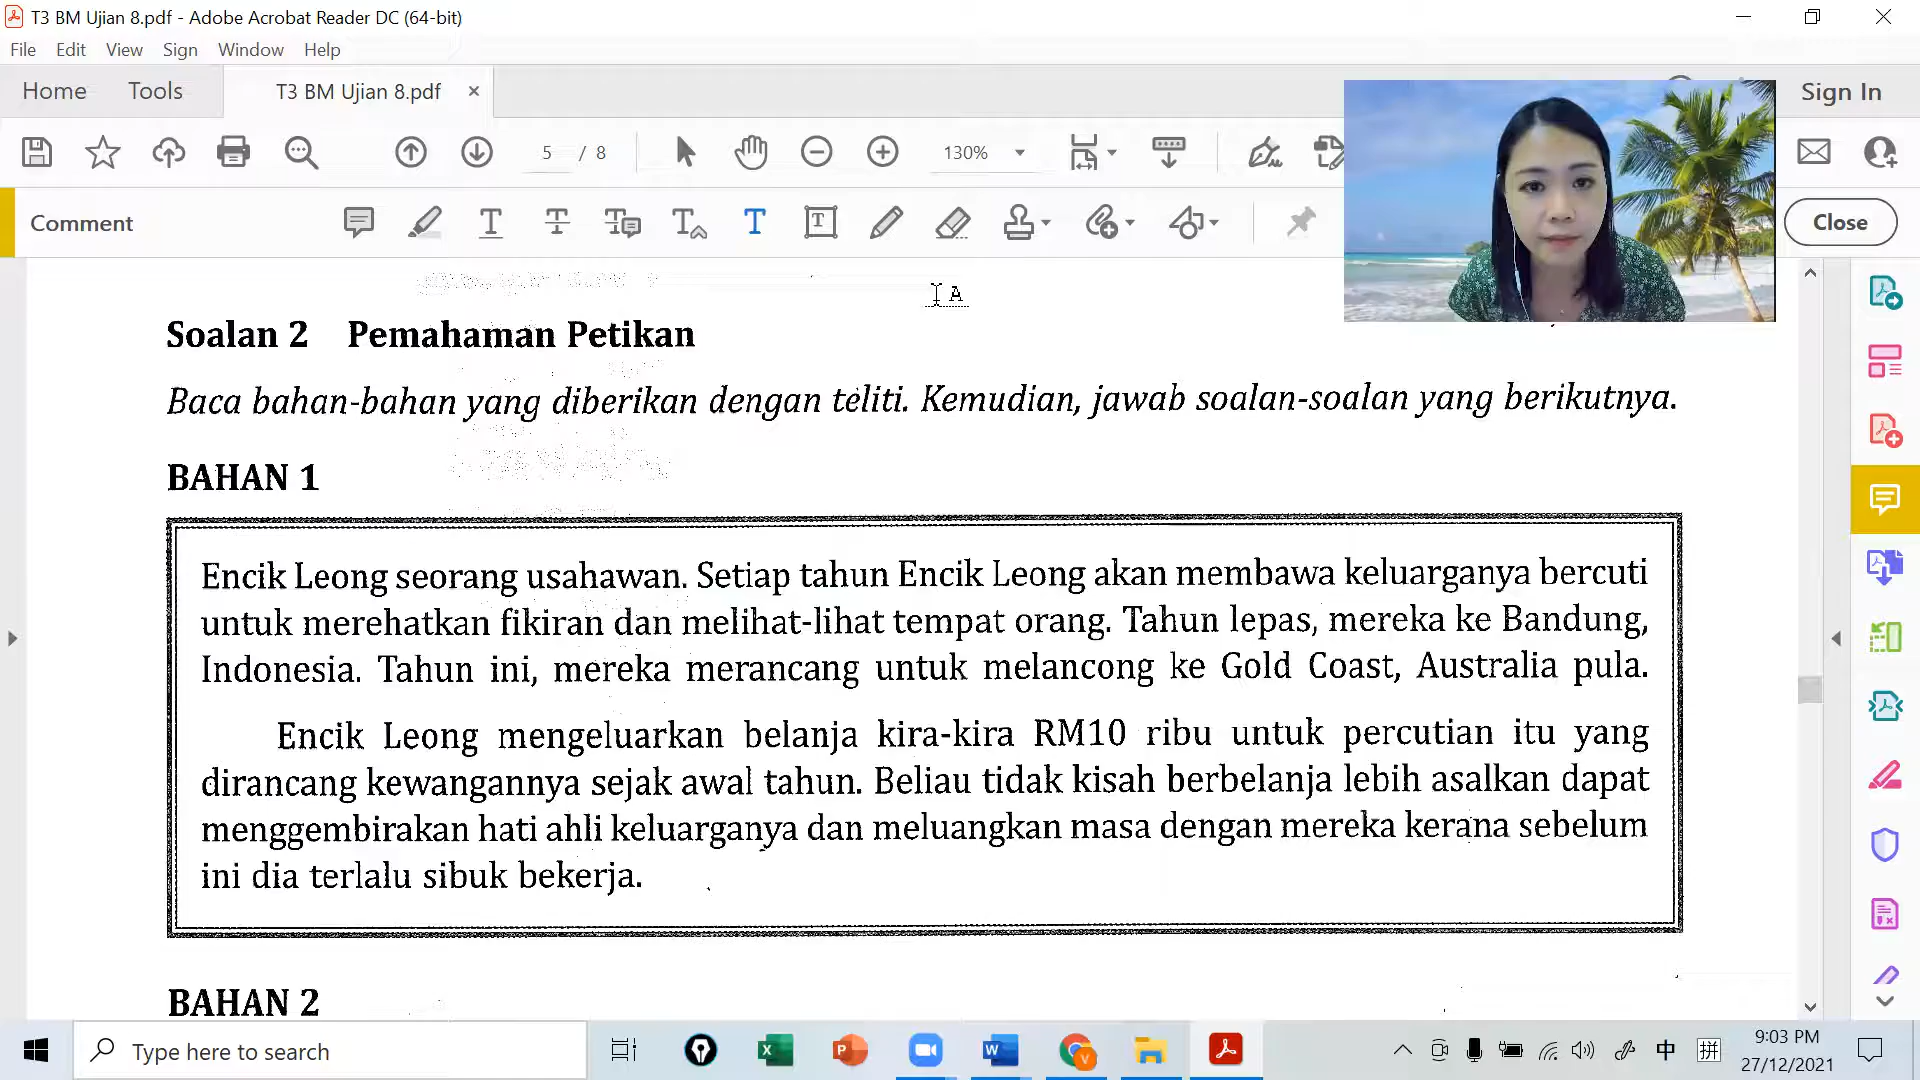 T3 BM Ujian 8.pdf - Adobe Acrobat Reader DC (64-bit)
File Edit View Sign Window Help
Home Tools T3 BM Ujian 8.pdf × Sign In
5 / 8 130%
Comment Close
A
Soalan 2 Pemahaman Petikan
Baca bahan-bahan yang diberikan dengan teliti. Kemudian, jawab soalan-soalan yang berikutnya.
BAHAN 1
Encik Leong seorang usahawan. Setiap tahun Encik Leong akan membawa keluarganya bercuti
untuk merehatkan fikiran dan melihat-lihat tempat orang. Tahun lepas, mereka ke Bandung,
Indonesia. Tahun ini, mereka merancang untuk melancong ke Gold Coast, Australia pula.
Encik Leong mengeluarkan belanja kira-kira RM10 ribu untuk percutian itu yang
dirancang kewangannya sejak awal tahun. Beliau tidak kisah berbelanja lebih asalkan dapat
menggembirakan hati ahli keluarganya dan meluangkan masa dengan mereka kerana sebelum
ini dia terlalu sibuk bekerja.
BAHAN 2
Type here to search
中 拼
9:03 PM
27/12/2021